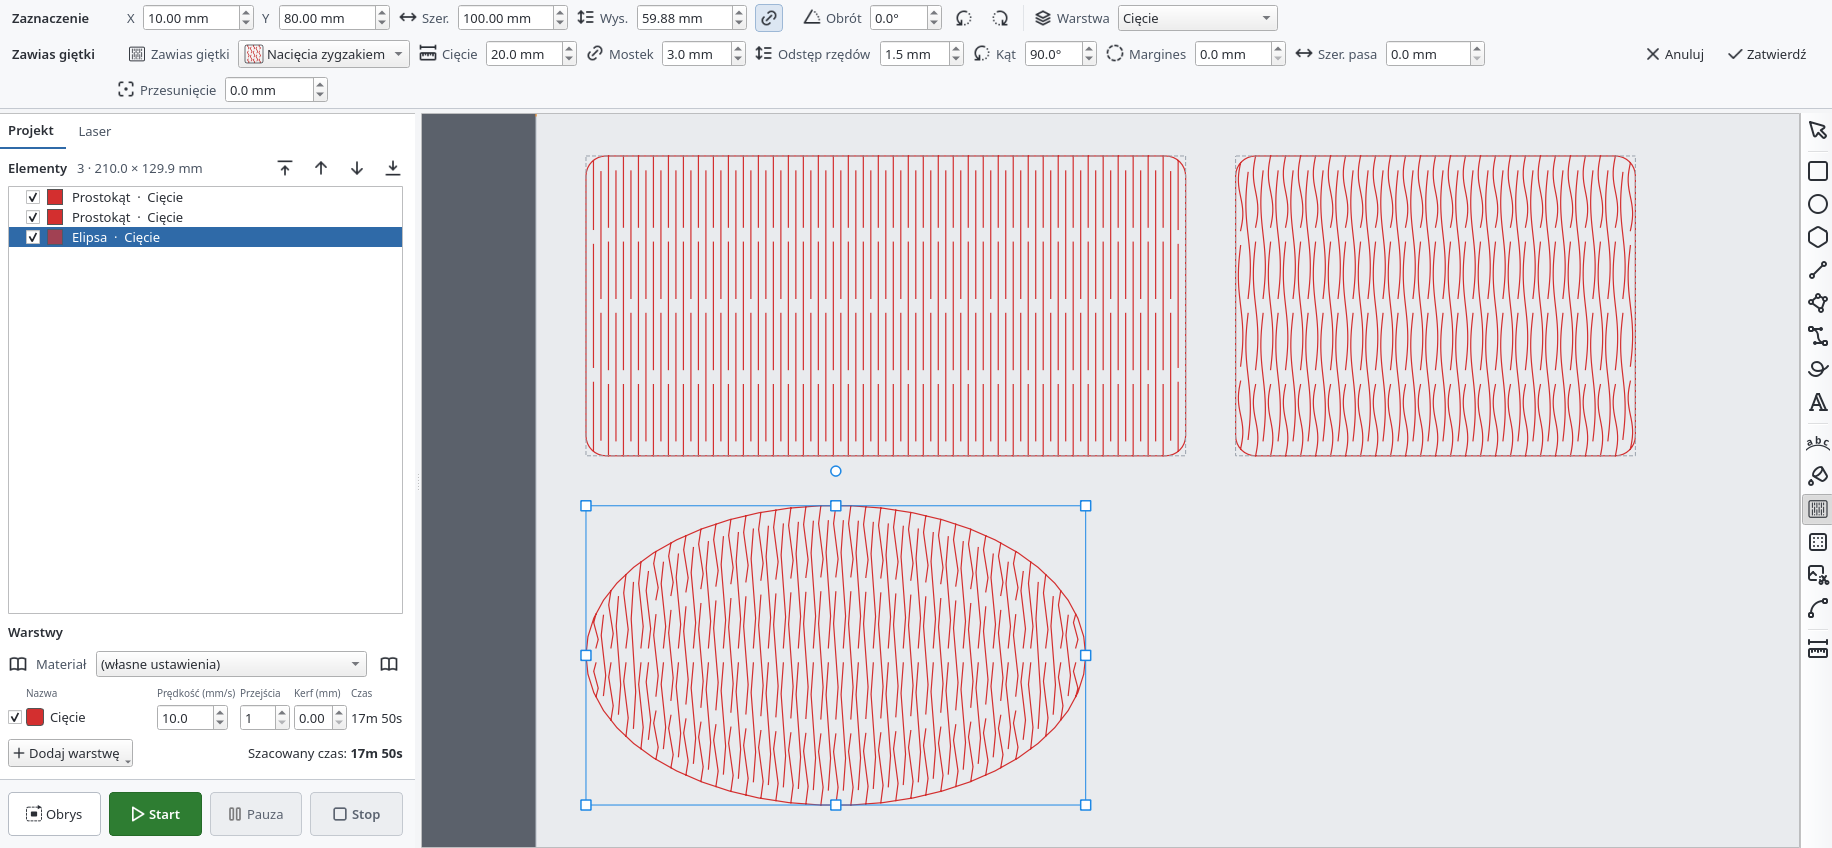 Zaznaczenie X 10.00 mm Y 80.00 mm Szer. 100.00 mm Wys. 59.88 mm Obrót 0.0° Warstwa Cięcie
Zawias giętki Zawias giętki Nacięcia zygzakiem Cięcie 20.0 mm Mostek 3.0 mm Odstęp rzędów 1.5 mm Kąt 90.0° Margines 0.0 mm Szer. pasa 0.0 mm Anuluj Zatwierdź
Przesunięcie 0.0 mm
Projekt Laser
Elementy 3 · 210.0 × 129.9 mm
Prostokąt · Cięcie
Prostokąt · Cięcie
Elipsa · Cięcie
Warstwy
Materiał (własne ustawienia)
Nazwa Prędkość (mm/s) Przejścia Kerf (mm) Czas
Cięcie 10.0 1 0.00 17m 50s
Dodaj warstwę Szacowany czas: 17m 50s
Obrys Start Pauza Stop
A
abc